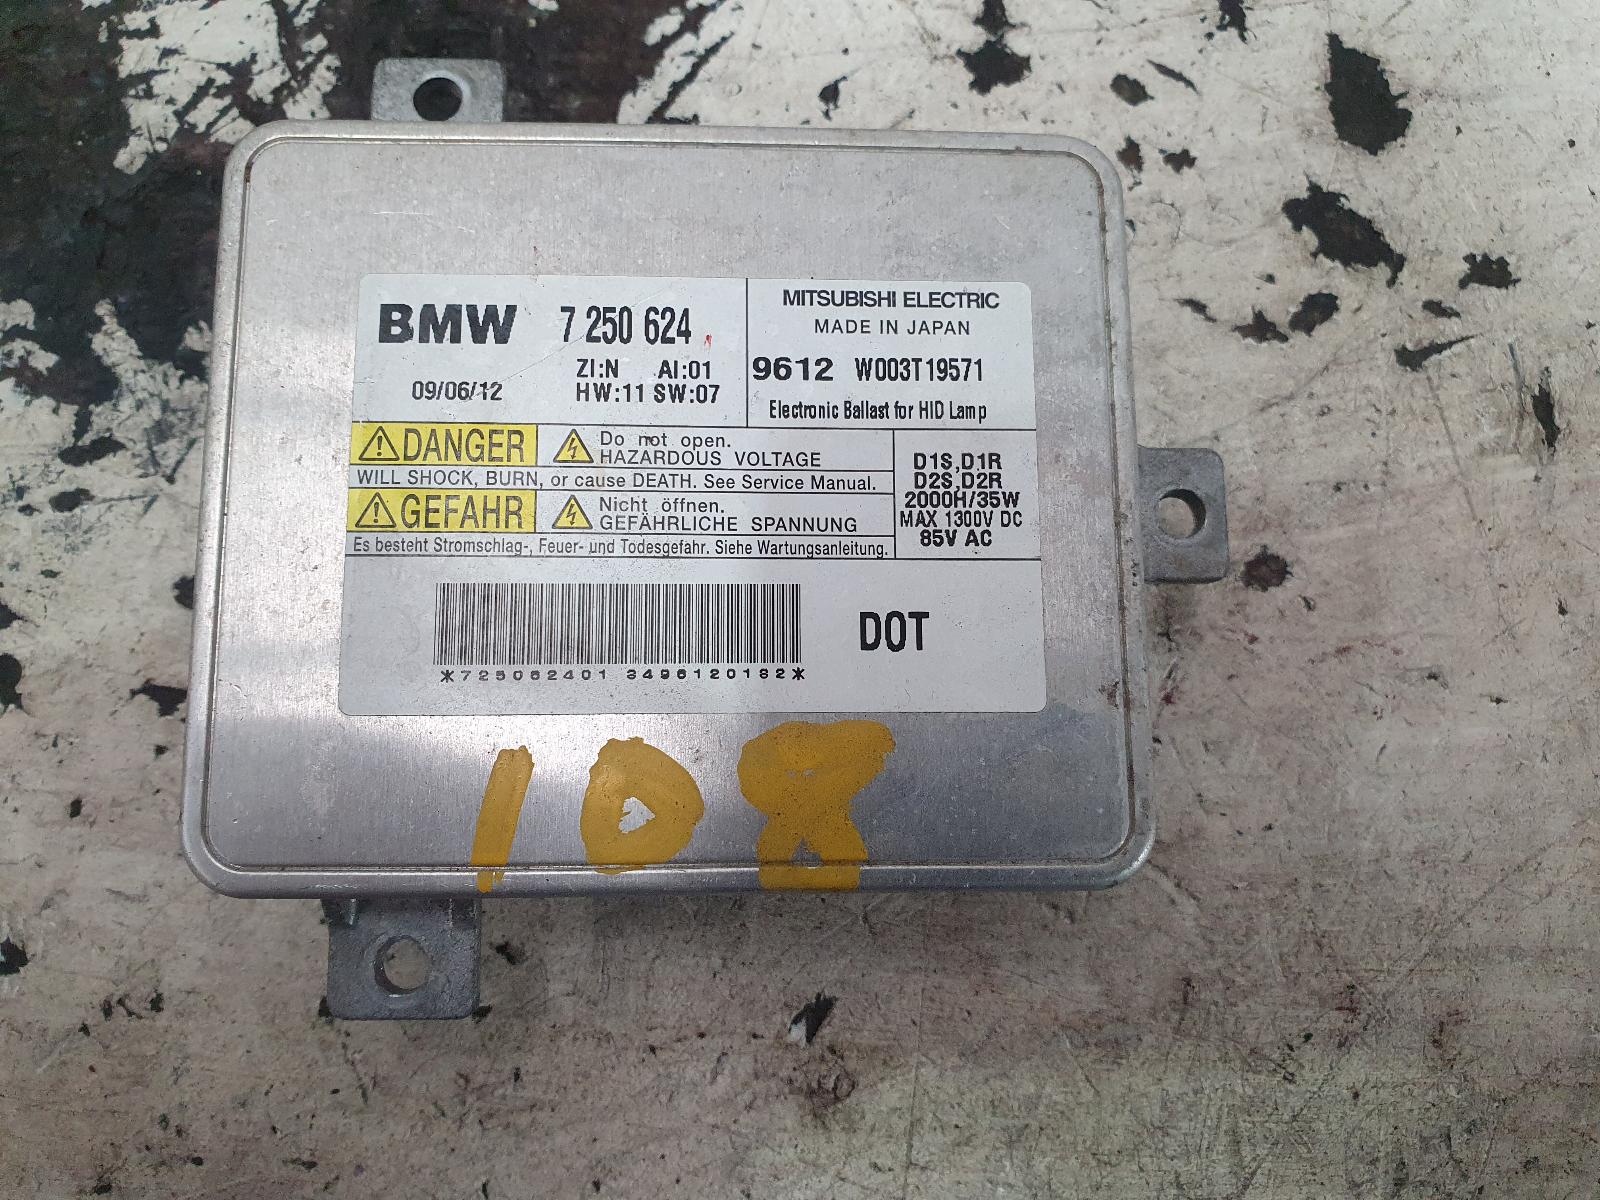 BMW 7 250 624
ZI:N AI:01
09/06/12 HW:11 SW:07
MITSUBISHI ELECTRIC
MADE IN JAPAN
9612 W003T19571
Electronic Ballast for HID Lamp
DANGER Do not open.
HAZARDOUS VOLTAGE
WILL SHOCK, BURN, or cause DEATH. See Service Manual.
GEFAHR Nicht öffnen.
GEFÄHRLICHE SPANNUNG
Es besteht Stromschlag-, Feuer- und Todesgefahr. Siehe Wartungsanleitung.
D1S,D1R
D2S,D2R
2000H/35W
MAX 1300V DC
85V AC
*725062401 3496120182*
DOT
108